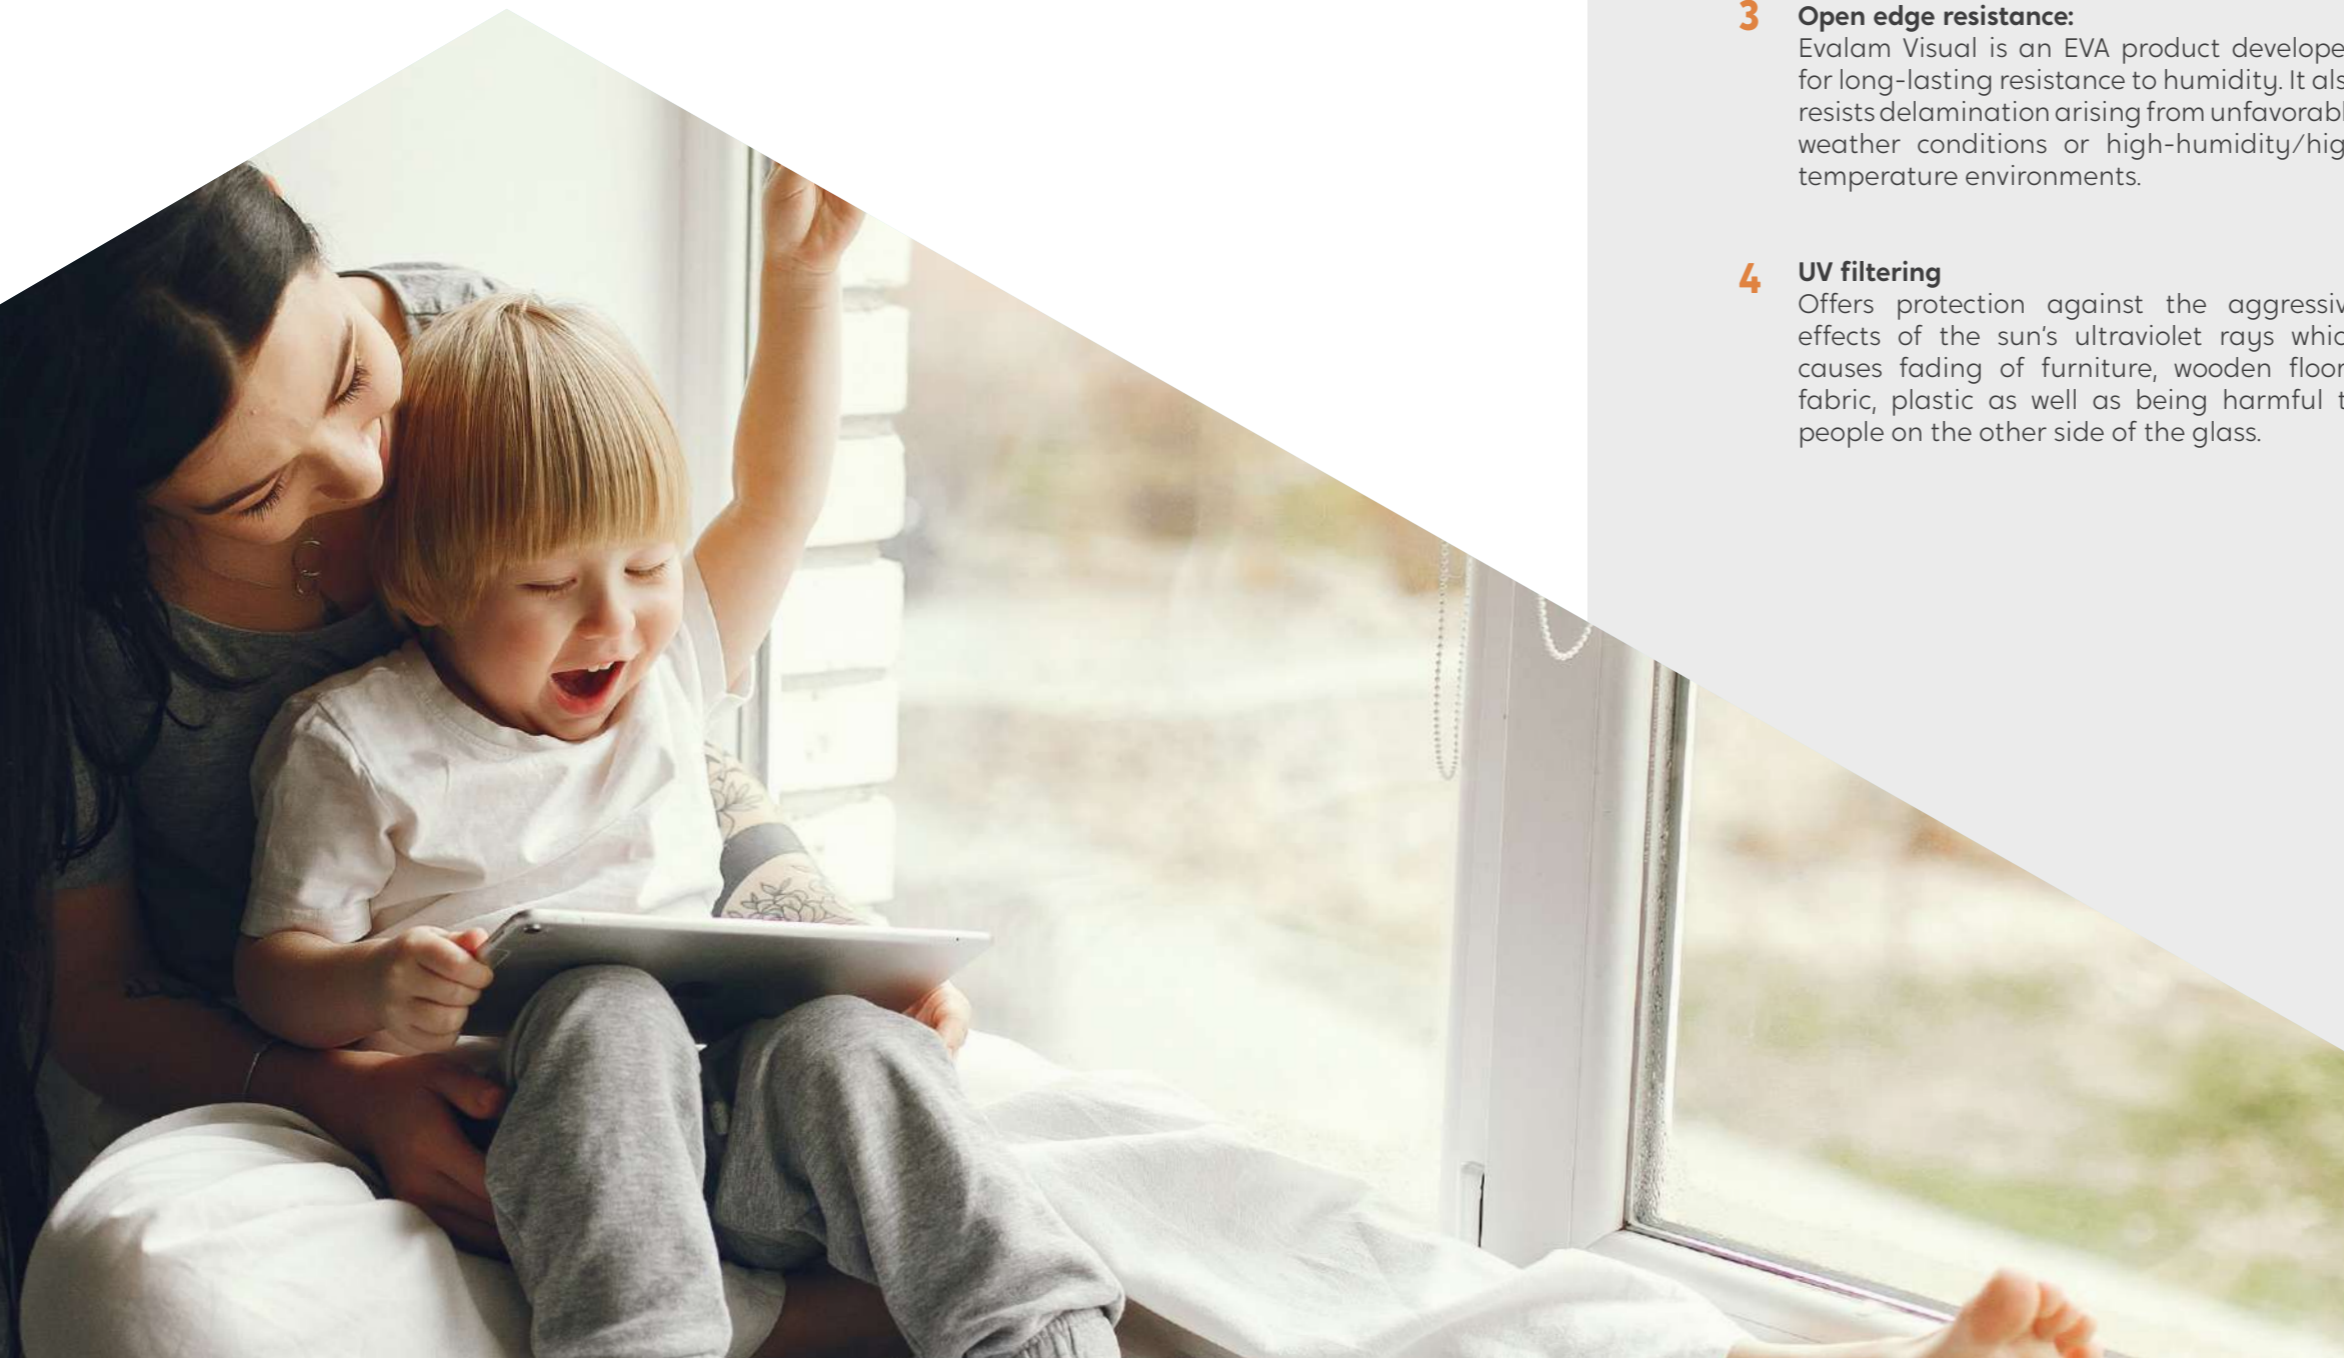 3 Open edge resistance:
Evalam Visual is an EVA product develope
for long-lasting resistance to humidity. It als
resists delamination arising from unfavorabl
weather conditions or high-humidity/hig
temperature environments.
4 UV filtering
Offers protection against the aggressiv
effects of the sun's ultraviolet rays whic
causes fading of furniture, wooden floor
fabric, plastic as well as being harmful t
people on the other side of the glass.